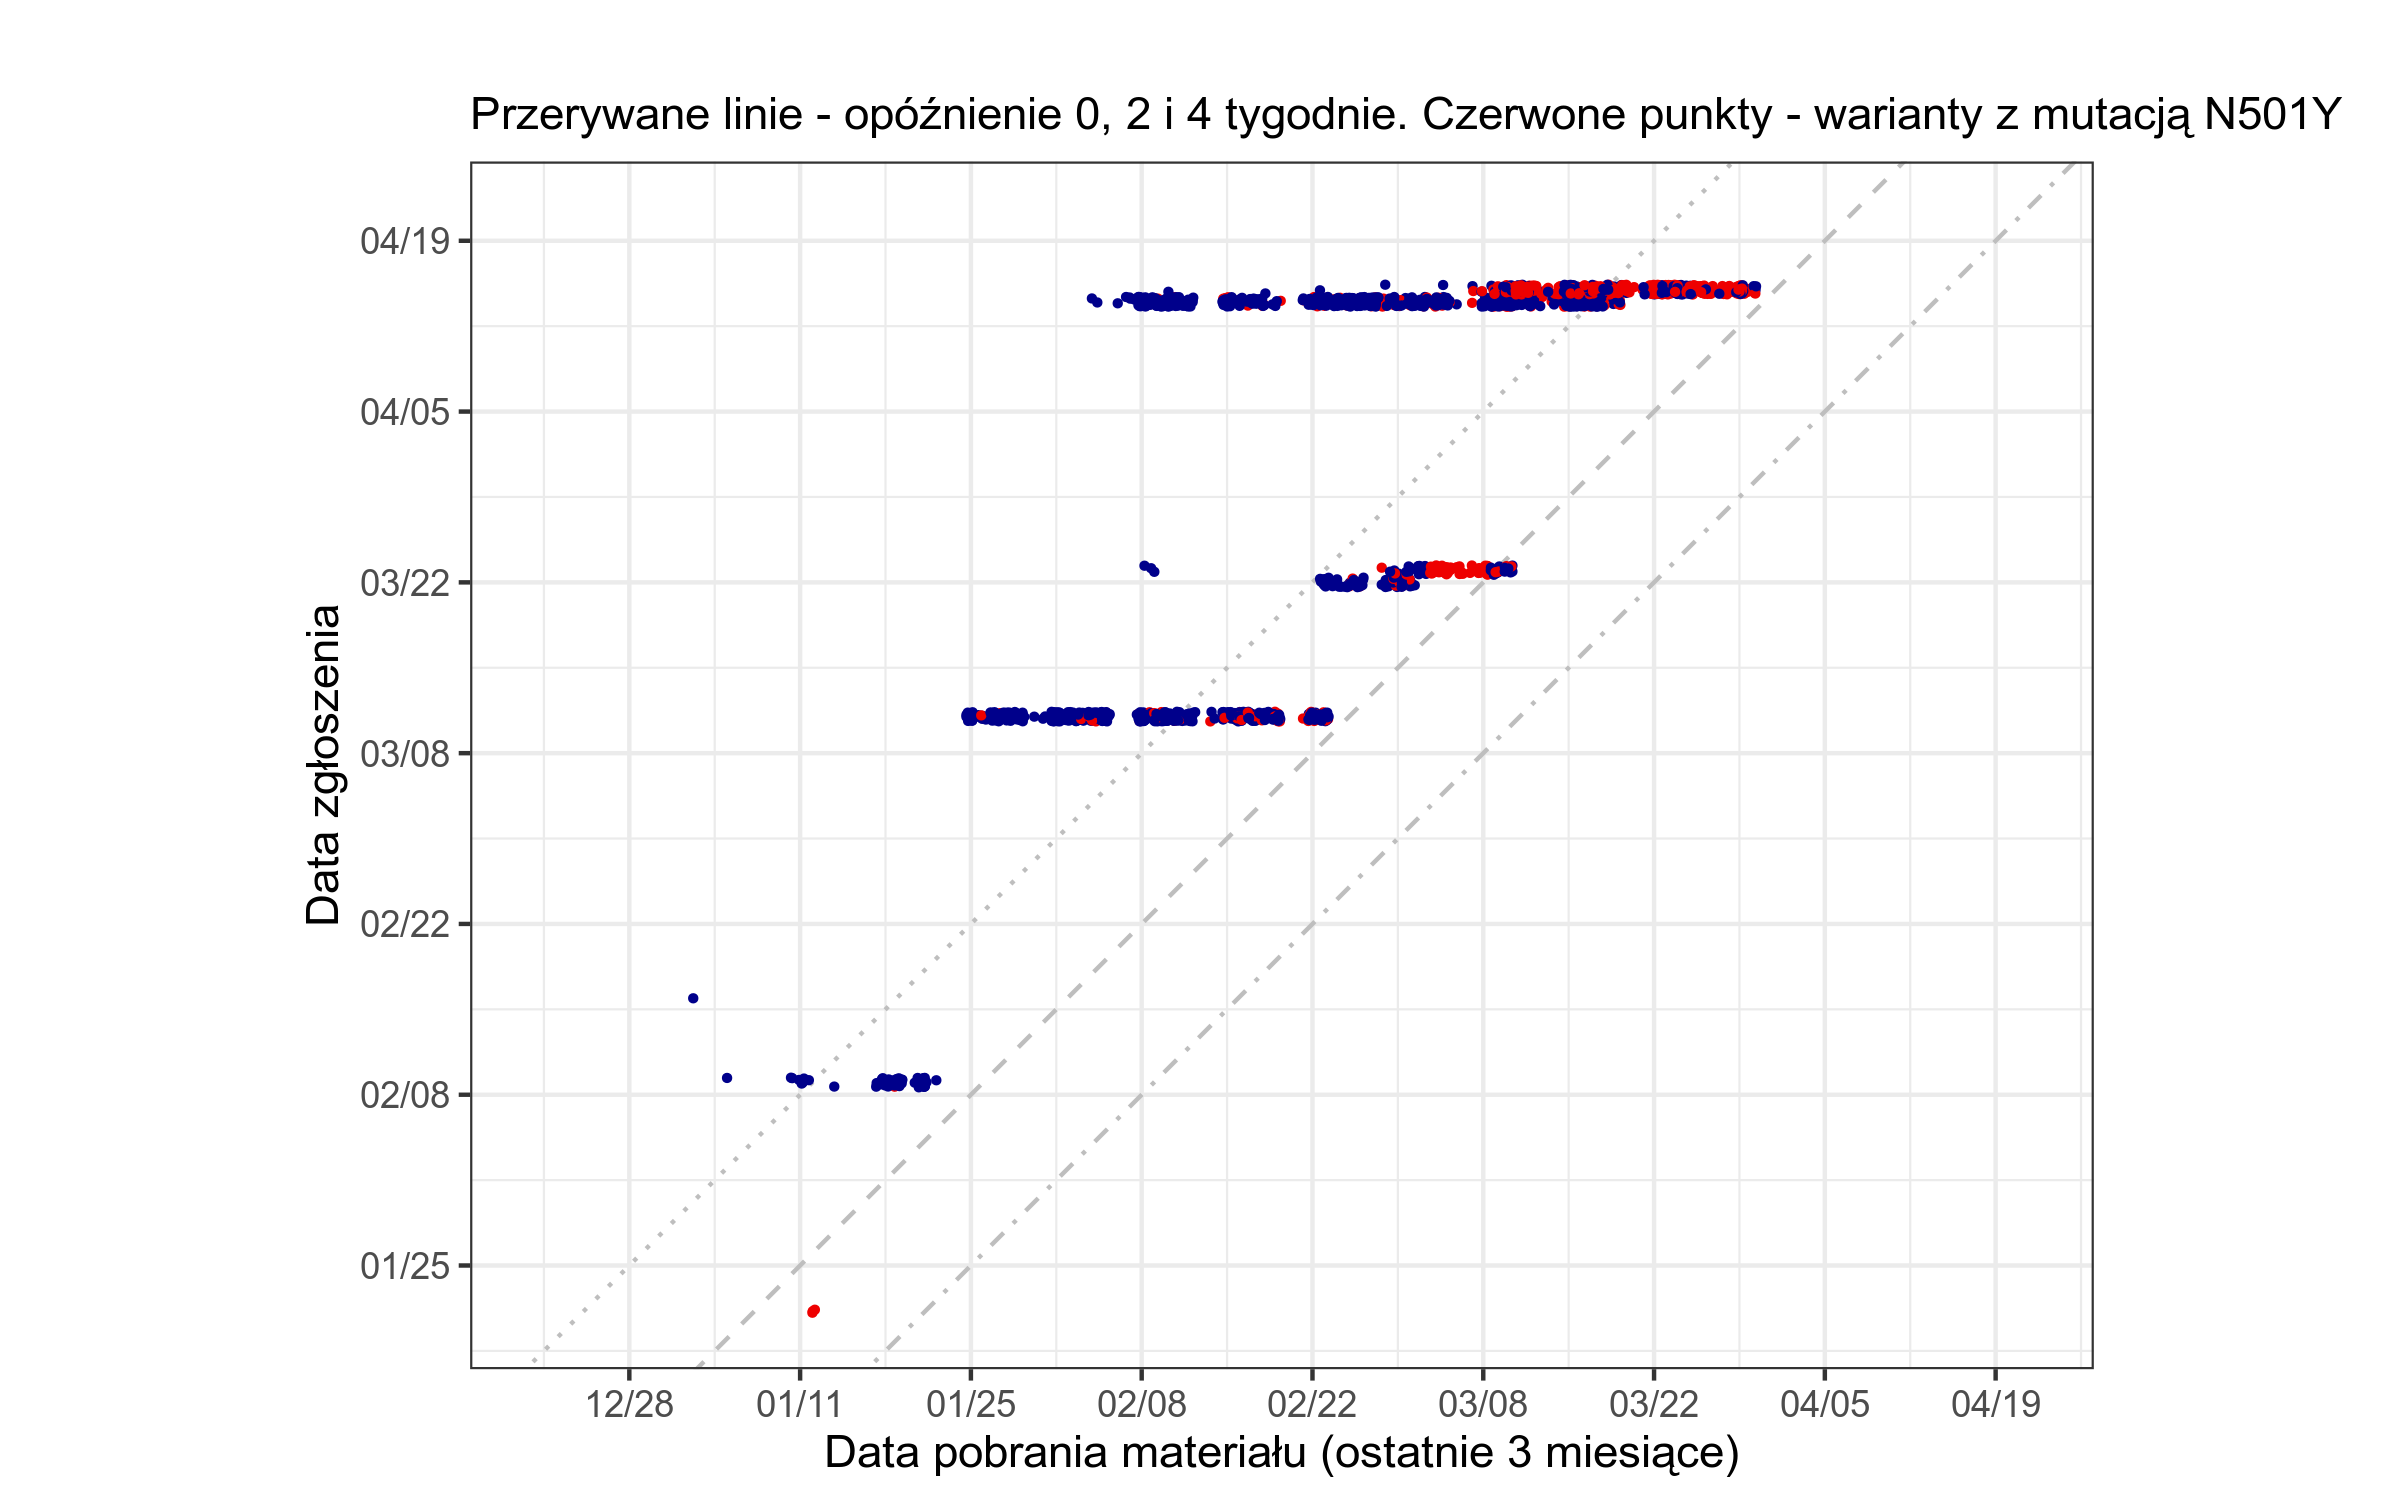 Przerywane linie - opóźnienie 0, 2 i 4 tygodnie. Czerwone punkty - warianty z mutacją N501Y
Data zgłoszenia
04/19
04/05
03/22
03/08
02/22
02/08
01/25
12/28 01/11 01/25 02/08 02/22 03/08 03/22 04/05 04/19
Data pobrania materiału (ostatnie 3 miesiące)